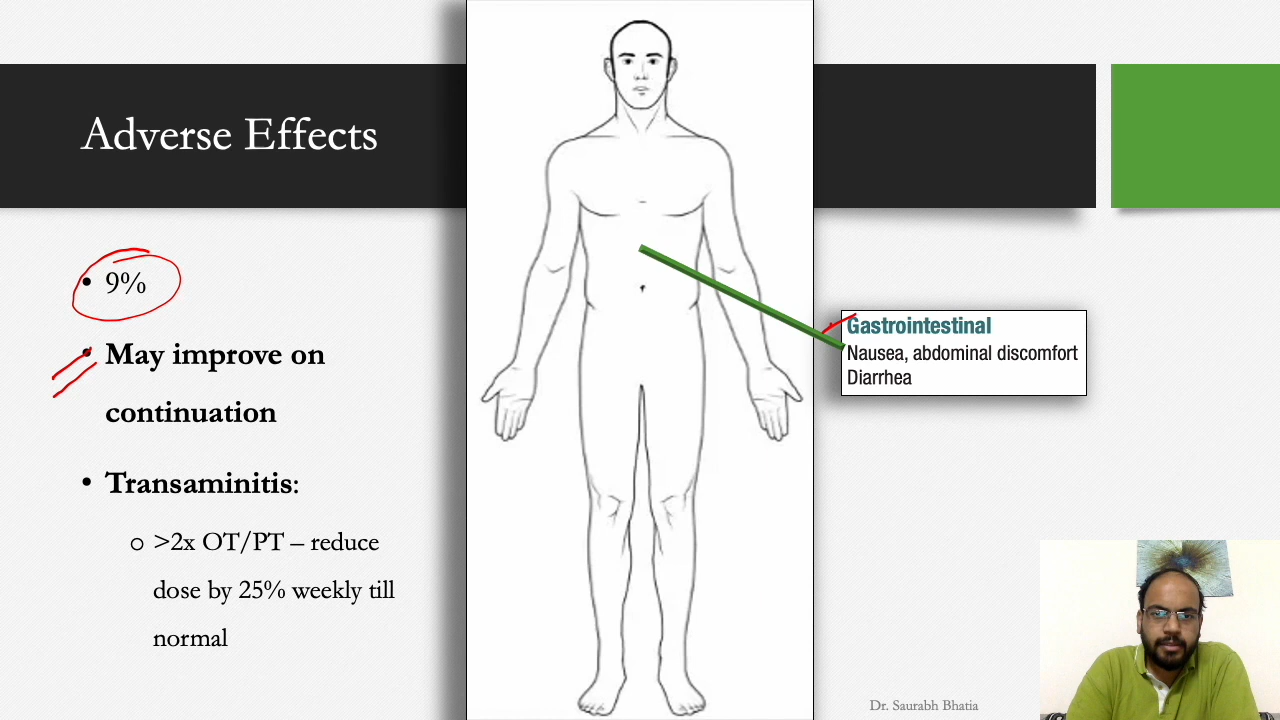 Adverse Effects
• 9%
• May improve on
continuation
• Transaminitis:
o >2x OT/PT – reduce
dose by 25% weekly till
normal
Gastrointestinal
Nausea, abdominal discomfort
Diarrhea
Dr. Saurabh Bhatia